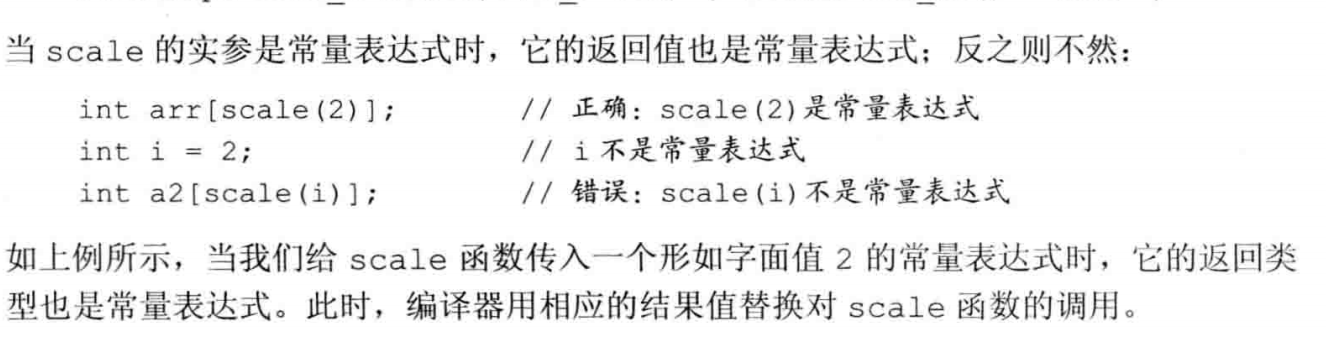 当 scale 的实参是常量表达式时，它的返回值也是常量表达式；反之则不然：
int arr[scale(2)]; // 正确：scale(2)是常量表达式
int i = 2; // i 不是常量表达式
int a2[scale(i)]; // 错误：scale(i)不是常量表达式
如上例所示，当我们给 scale 函数传入一个形如字面值 2 的常量表达式时，它的返回类
型也是常量表达式。此时，编译器用相应的结果值替换对 scale 函数的调用。